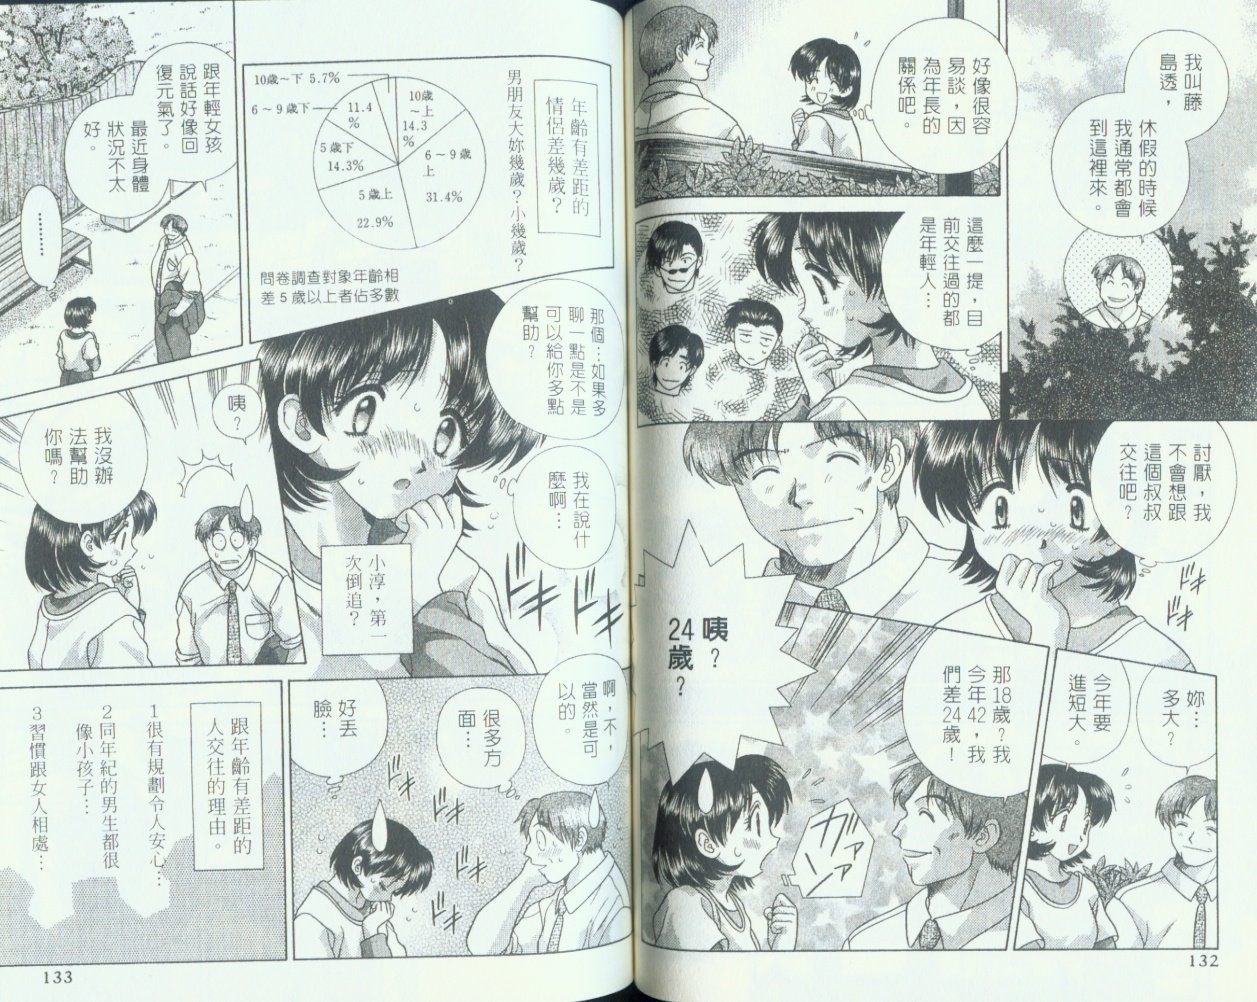 我叫藤
島透，
休假的時候
我通常都會
到這裡來。
好像很容
易談，因
為年長的
關係吧。
這麼一提，目
前交往過的都
是年輕人…
討厭，我
不會想跟
這個叔叔
交往吧？
ドキ
妳…
多大？
今年要
進短大。
那18歲？我
今年42，我
們差24歲！
ガァァァン
咦？
24
歲？
132
年齡有差距的
情侶差幾歲？
男朋友大妳幾歲？小幾歲？
10歲～下 5.7%
6～9歲下
11.4
%
10歲
～上
14.3
%
5歲下
14.3%
6～9歲
上
31.4%
5歲上
22.9%
問卷調查對象年齡相
差5歲以上者佔多數
跟年輕女孩
說話好像回
復元氣了。
最近身體
狀況不太
好。
…………
那個…如果多
聊一點是不是
可以給你多點
幫助？
我在說什
麼啊…
ドキ
ドキ
小淳，第一
次倒追？
咦？
我沒辦
法幫助
你嗎？
啊，不，
當然是可
以的。
很多方
面…
好丟
臉…
ドキ
ドキ
ドキ
ドキ
跟年齡有差距的
人交往的理由。
1很有規劃令人安心…
2同年紀的男生都很
像小孩子…
3習慣跟女人相處…
133